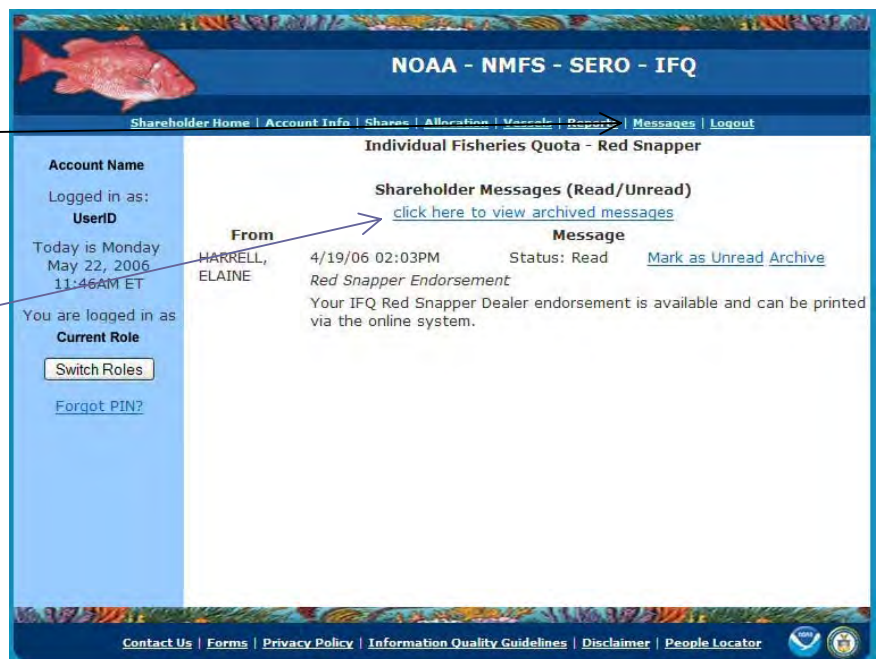 NOAA - NMFS - SERO - IFQ
Shareholder Home | Account Info | Shares | Allocation | Vessels | Reports | Messages | Logout
Account Name
Logged in as:
UserID
Today is Monday
May 22, 2006
11:46AM ET
You are logged in as
Current Role
Switch Roles
Forgot PIN?
Individual Fisheries Quota - Red Snapper
Shareholder Messages (Read/Unread)
click here to view archived messages
From Message
HARRELL, ELAINE 4/19/06 02:03PM Status: Read Mark as Unread Archive
Red Snapper Endorsement
Your IFQ Red Snapper Dealer endorsement is available and can be printed
via the online system.
Contact Us | Forms | Privacy Policy | Information Quality Guidelines | Disclaimer | People Locator
NOAA